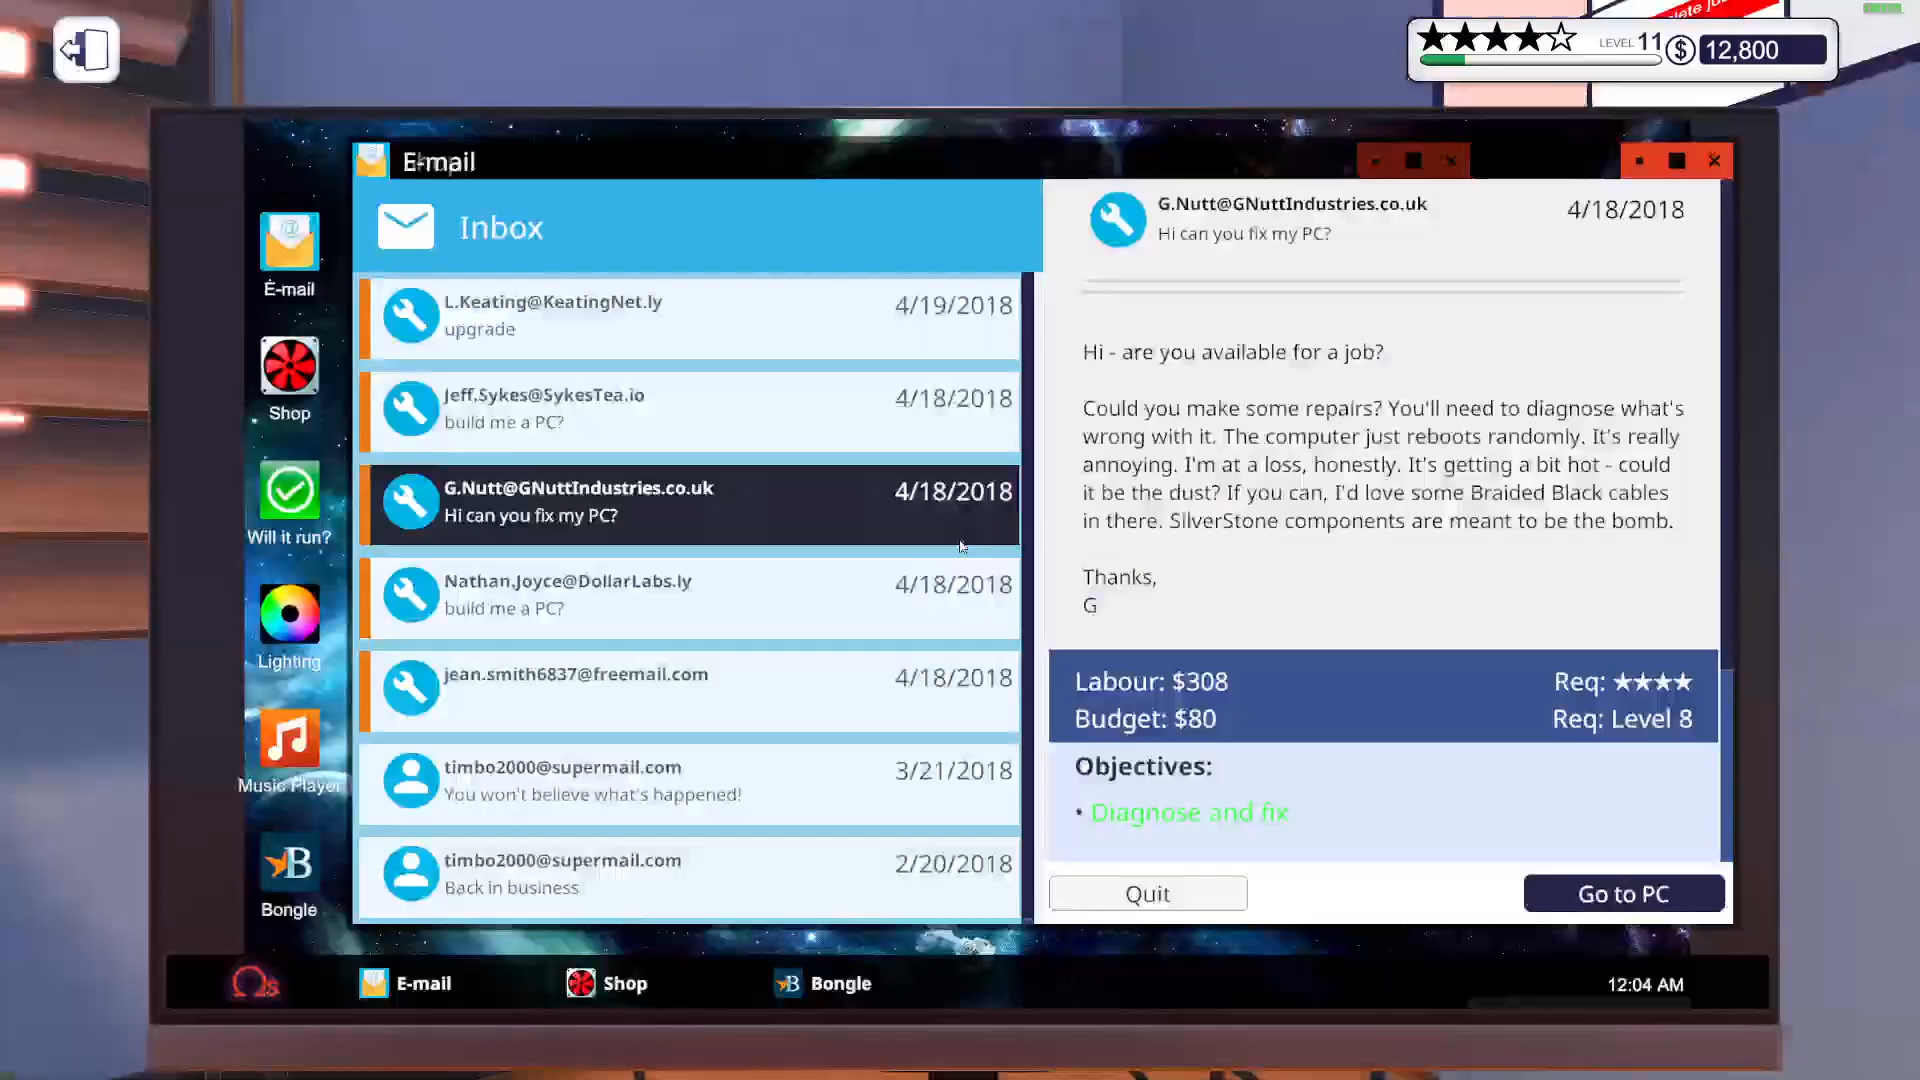 LEVEL 11
$ 12,800
E-mail
E-mail
Shop
Will it run?
Lighting
Music Player
B
Bongle
Inbox
L.Keating@KeatingNet.ly
4/19/2018
upgrade
Jeff.Sykes@SykesTea.io
4/18/2018
build me a PC?
G.Nutt@GNuttIndustries.co.uk
4/18/2018
Hi can you fix my PC?
Nathan.Joyce@DollarLabs.ly
4/18/2018
build me a PC?
jean.smith6837@freemail.com
4/18/2018
timbo2000@supermail.com
3/21/2018
You won't believe what's happened!
timbo2000@supermail.com
2/20/2018
Back in business
G.Nutt@GNuttIndustries.co.uk
4/18/2018
Hi can you fix my PC?
Hi - are you available for a job?
Could you make some repairs? You'll need to diagnose what's
wrong with it. The computer just reboots randomly. It's really
annoying. I'm at a loss, honestly. It's getting a bit hot - could
it be the dust? If you can, I'd love some Braided Black cables
in there. SilverStone components are meant to be the bomb.
Thanks,
G
Labour: $308
Req: ★★★★
Budget: $80
Req: Level 8
Objectives:
• Diagnose and fix
Quit
Go to PC
Ωs
E-mail
Shop
B
Bongle
12:04 AM